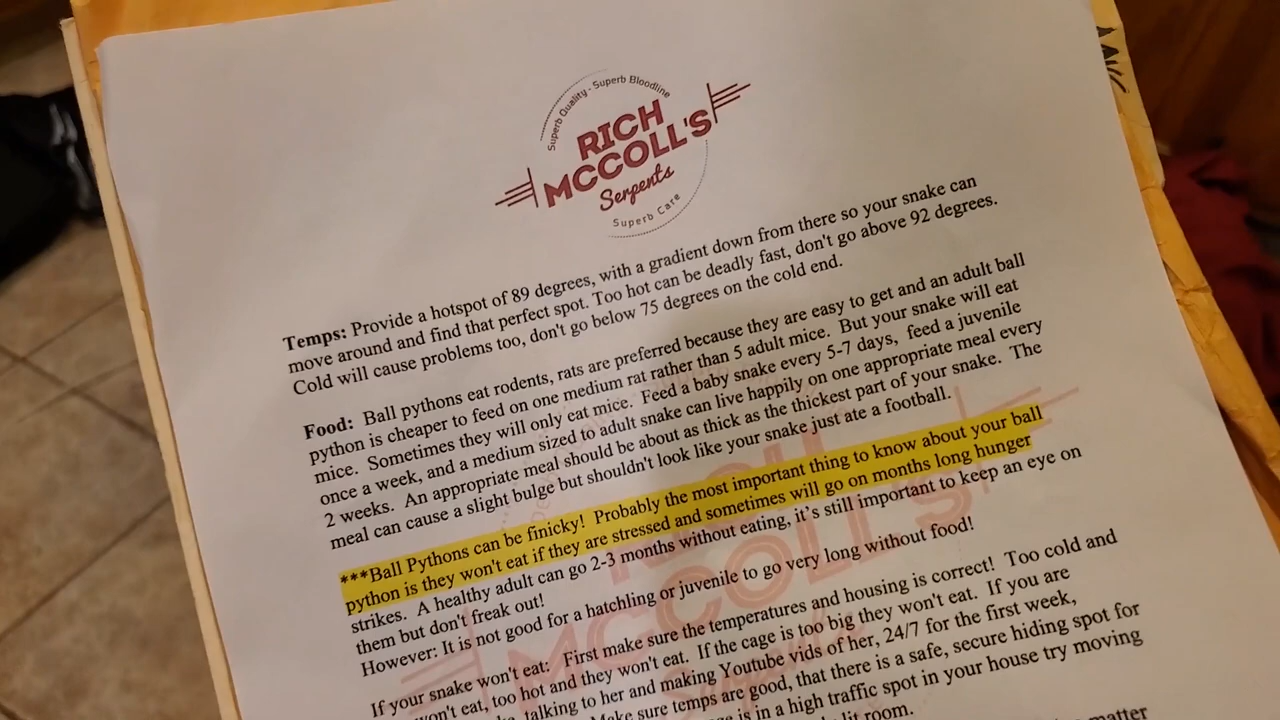 Superb Quality - Superb Bloodline
RICH
MCCOLL'S
Serpents
Superb Care
Temps: Provide a hotspot of 89 degrees, with a gradient down from there so your snake can
move around and find that perfect spot. Too hot can be deadly fast, don't go above 92 degrees.
Cold will cause problems too, don't go below 75 degrees on the cold end.
Food: Ball pythons eat rodents, rats are preferred because they are easy to get and an adult ball
python is cheaper to feed on one medium rat rather than 5 adult mice. But your snake will eat
mice. Sometimes they will only eat mice. Feed a baby snake every 5-7 days, feed a juvenile
once a week, and a medium sized to adult snake can live happily on one appropriate meal every
2 weeks. An appropriate meal should be about as thick as the thickest part of your snake. The
meal can cause a slight bulge but shouldn't look like your snake just ate a football.
***Ball Pythons can be finicky! Probably the most important thing to know about your ball
python is they won't eat if they are stressed and sometimes will go on months long hunger
strikes. A healthy adult can go 2-3 months without eating, it's still important to keep an eye on
them but don't freak out!
However: It is not good for a hatchling or juvenile to go very long without food!
If your snake won't eat: First make sure the temperatures and housing is correct! Too cold and
won't eat, too hot and they won't eat. If the cage is too big they won't eat. If you are
talking to her and making Youtube vids of her, 24/7 for the first week,
Make sure temps are good, that there is a safe, secure hiding spot for
is in a high traffic spot in your house try moving
lit room.
matter